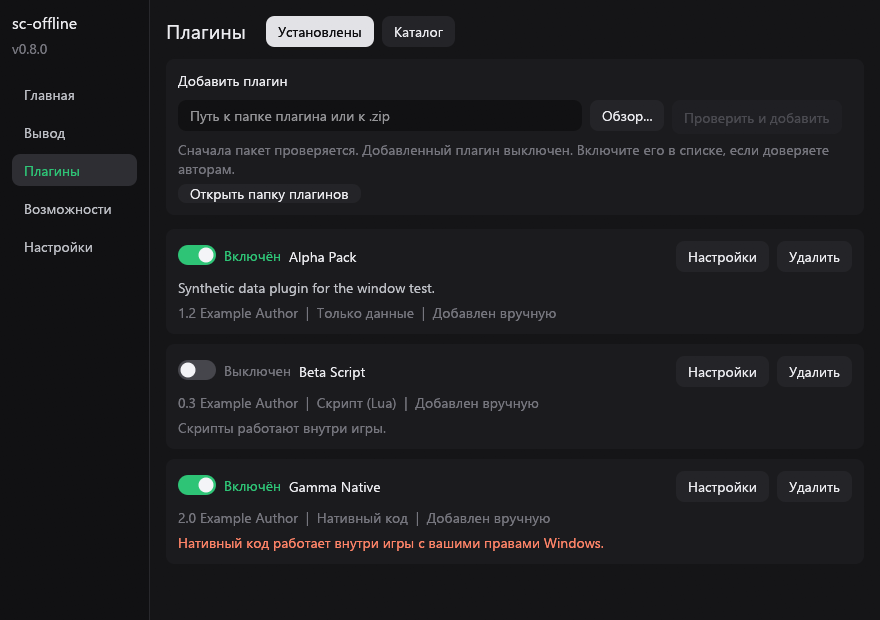 sc-offline
v0.8.0
Главная
Вывод
Плагины
Возможности
Настройки
Плагины Установлены Каталог
Добавить плагин
Путь к папке плагина или к .zip Обзор... Проверить и добавить
Сначала пакет проверяется. Добавленный плагин выключен. Включите его в списке, если доверяете
авторам.
Открыть папку плагинов
Включён Alpha Pack Настройки Удалить
Synthetic data plugin for the window test.
1.2 Example Author | Только данные | Добавлен вручную
Выключен Beta Script Настройки Удалить
0.3 Example Author | Скрипт (Lua) | Добавлен вручную
Скрипты работают внутри игры.
Включён Gamma Native Настройки Удалить
2.0 Example Author | Нативный код | Добавлен вручную
Нативный код работает внутри игры с вашими правами Windows.